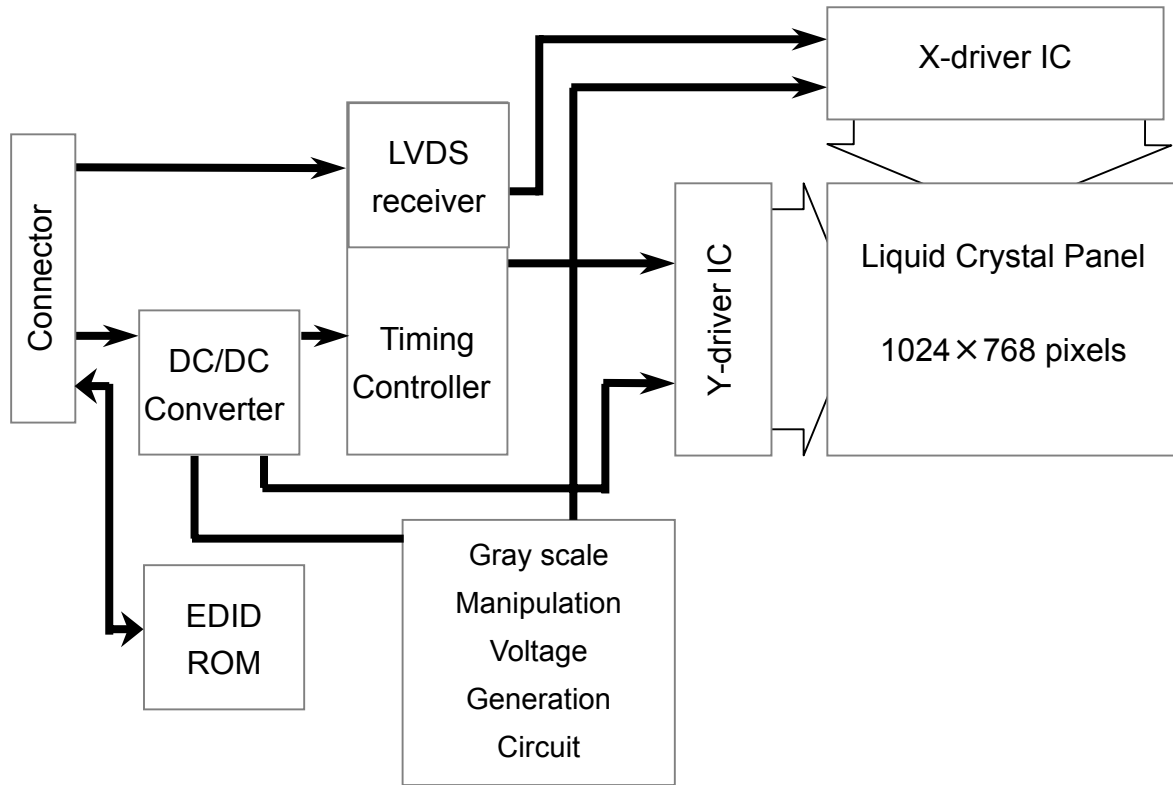 X-driver IC
LVDS
receiver
Connector
Y-driver IC
Liquid Crystal Panel
1024×768 pixels
DC/DC
Converter
Timing
Controller
Gray scale
Manipulation
Voltage
Generation
Circuit
EDID
ROM